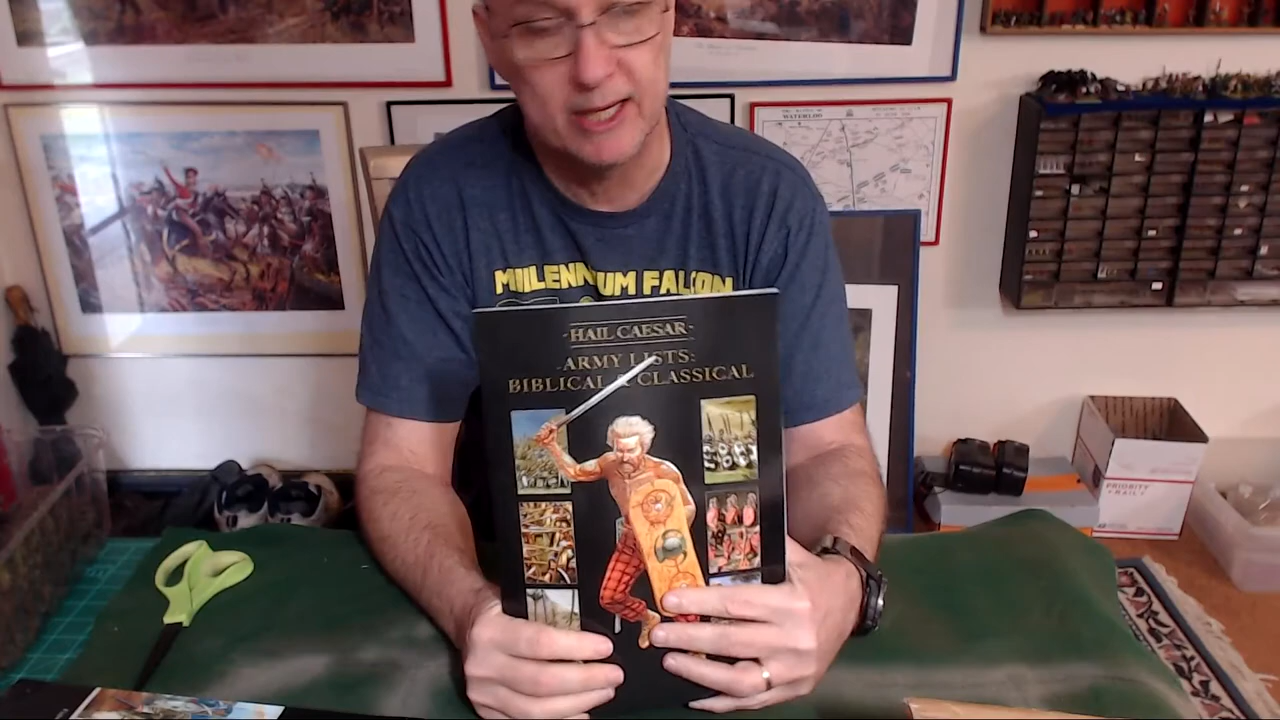 WATERLOO
MILLENNIUM FALCON
HAIL CAESAR
ARMY LISTS:
BIBLICAL & CLASSICAL
PRIORITY
MAIL